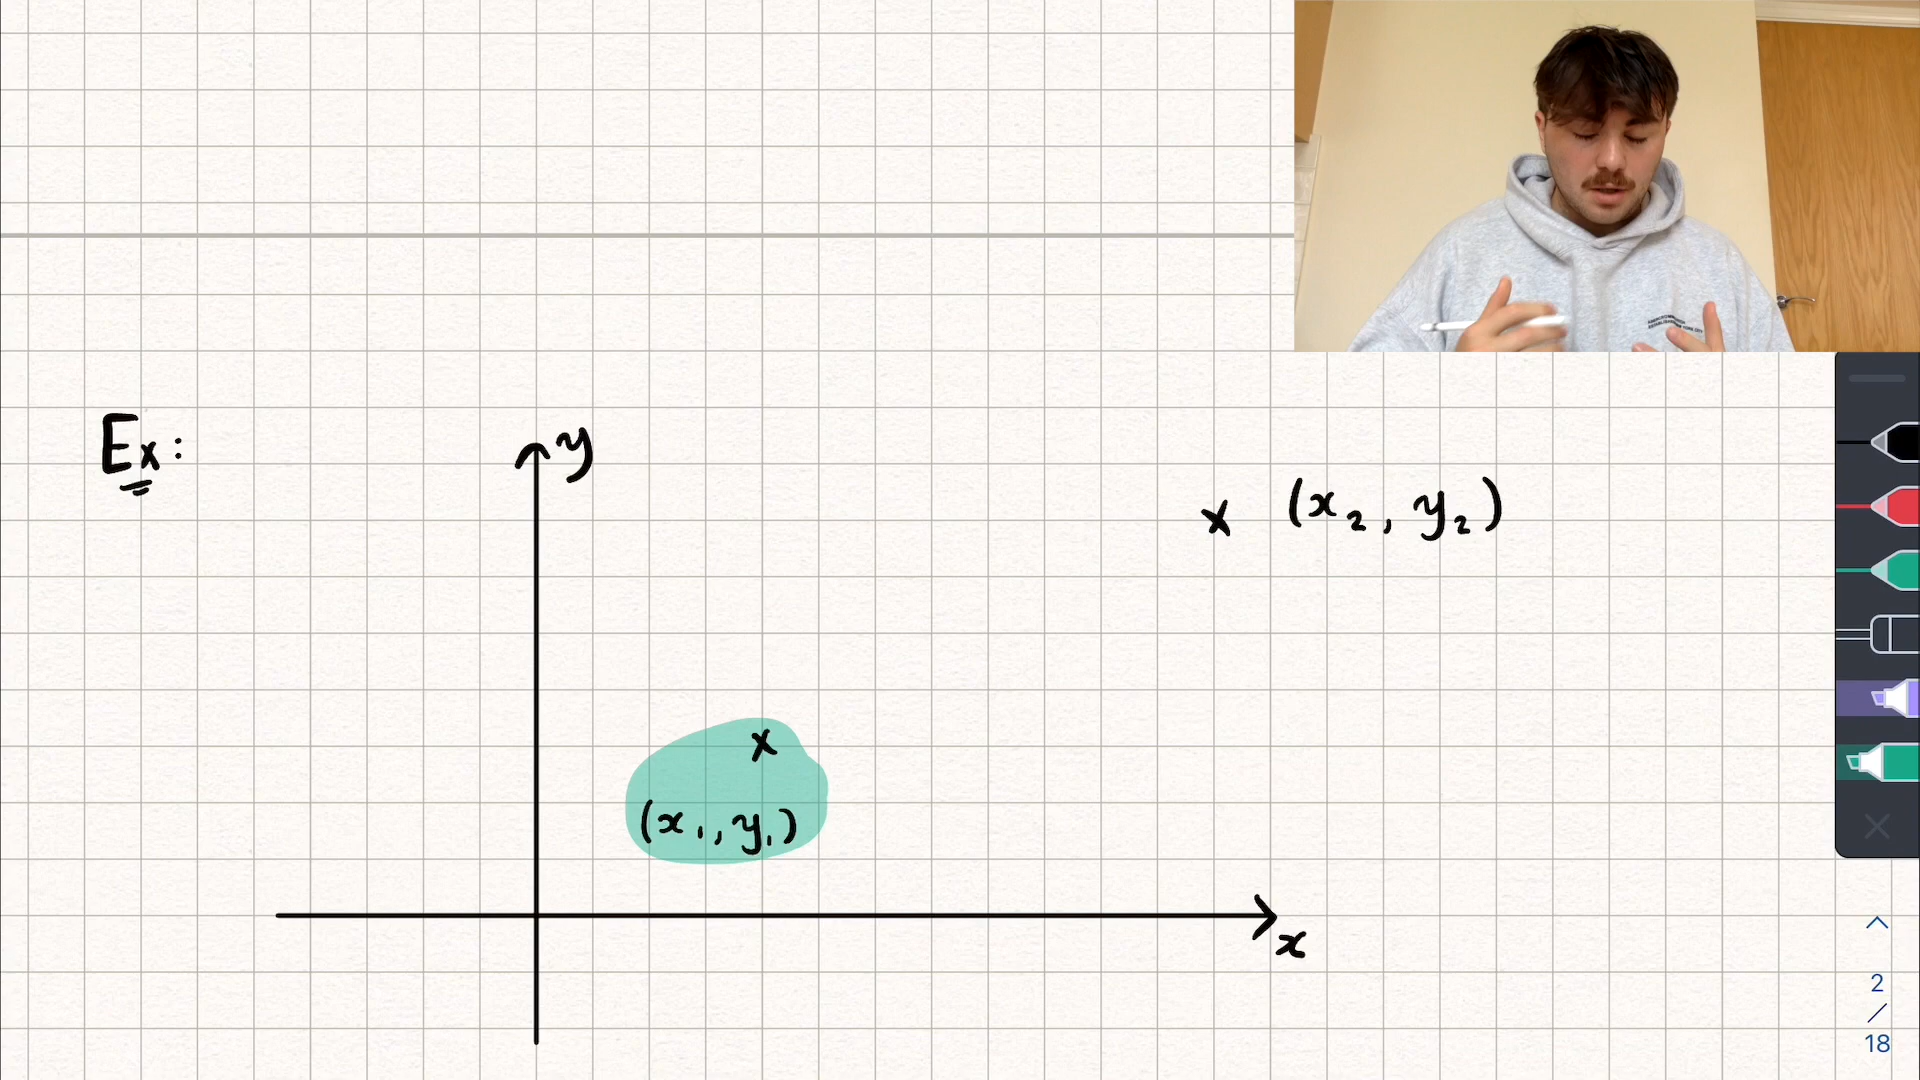 Ex:
y
x (x₂, y₂)
x
(x₁, y₁)
x
2
/
18